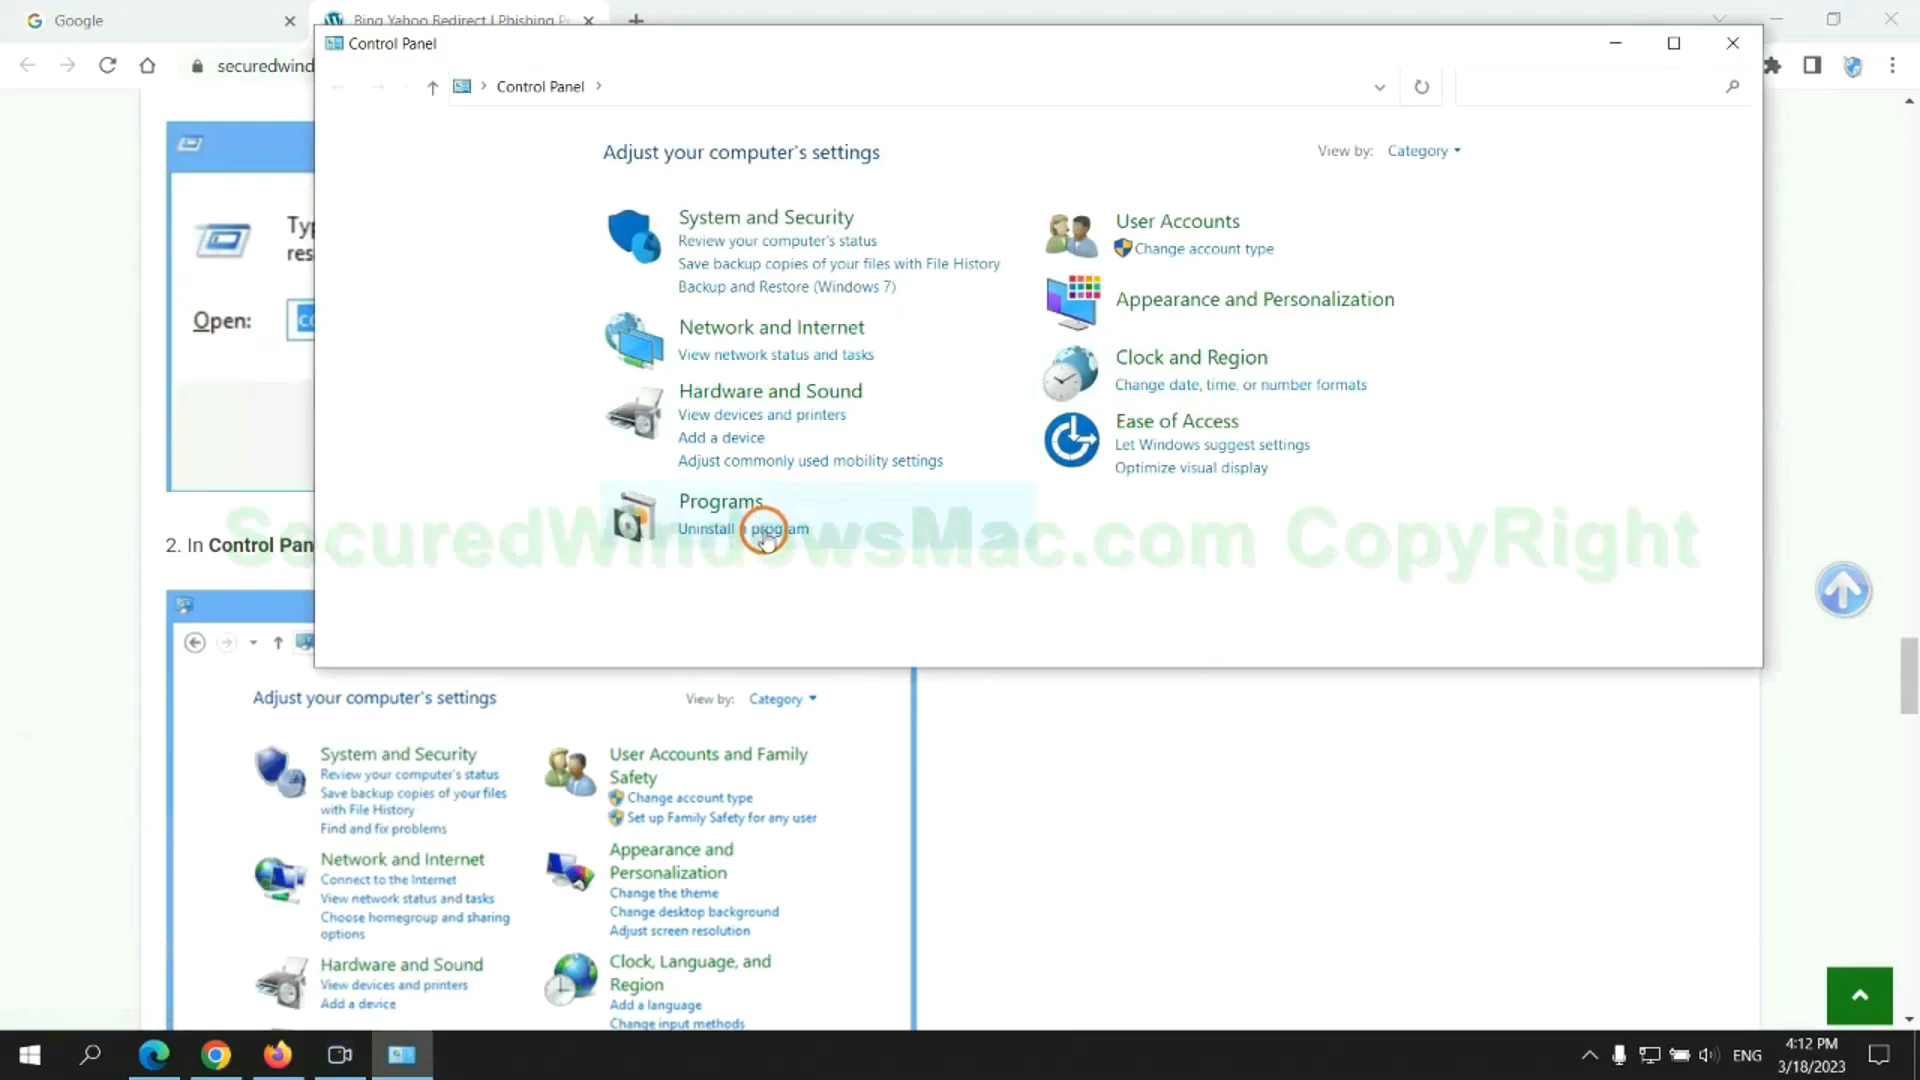 Google
Bing Yahoo Redirect | Phishing P
securedwind
Control Panel
Control Panel
Adjust your computer's settings
View by: Category
System and Security
Review your computer's status
Save backup copies of your files with File History
Backup and Restore (Windows 7)
Network and Internet
View network status and tasks
Hardware and Sound
View devices and printers
Add a device
Adjust commonly used mobility settings
Programs
Uninstall a program
User Accounts
Change account type
Appearance and Personalization
Clock and Region
Change date, time, or number formats
Ease of Access
Let Windows suggest settings
Optimize visual display
Typ
res
Open:
SecuredWindowsMac.com CopyRight
2. In Control Pan
Adjust your computer's settings
View by: Category
System and Security
Review your computer's status
Save backup copies of your files
with File History
Find and fix problems
Network and Internet
Connect to the Internet
View network status and tasks
Choose homegroup and sharing
options
Hardware and Sound
View devices and printers
Add a device
User Accounts and Family
Safety
Change account type
Set up Family Safety for any user
Appearance and
Personalization
Change the theme
Change desktop background
Adjust screen resolution
Clock, Language, and
Region
Add a language
Change input methods
ENG
4:12 PM
3/18/2023